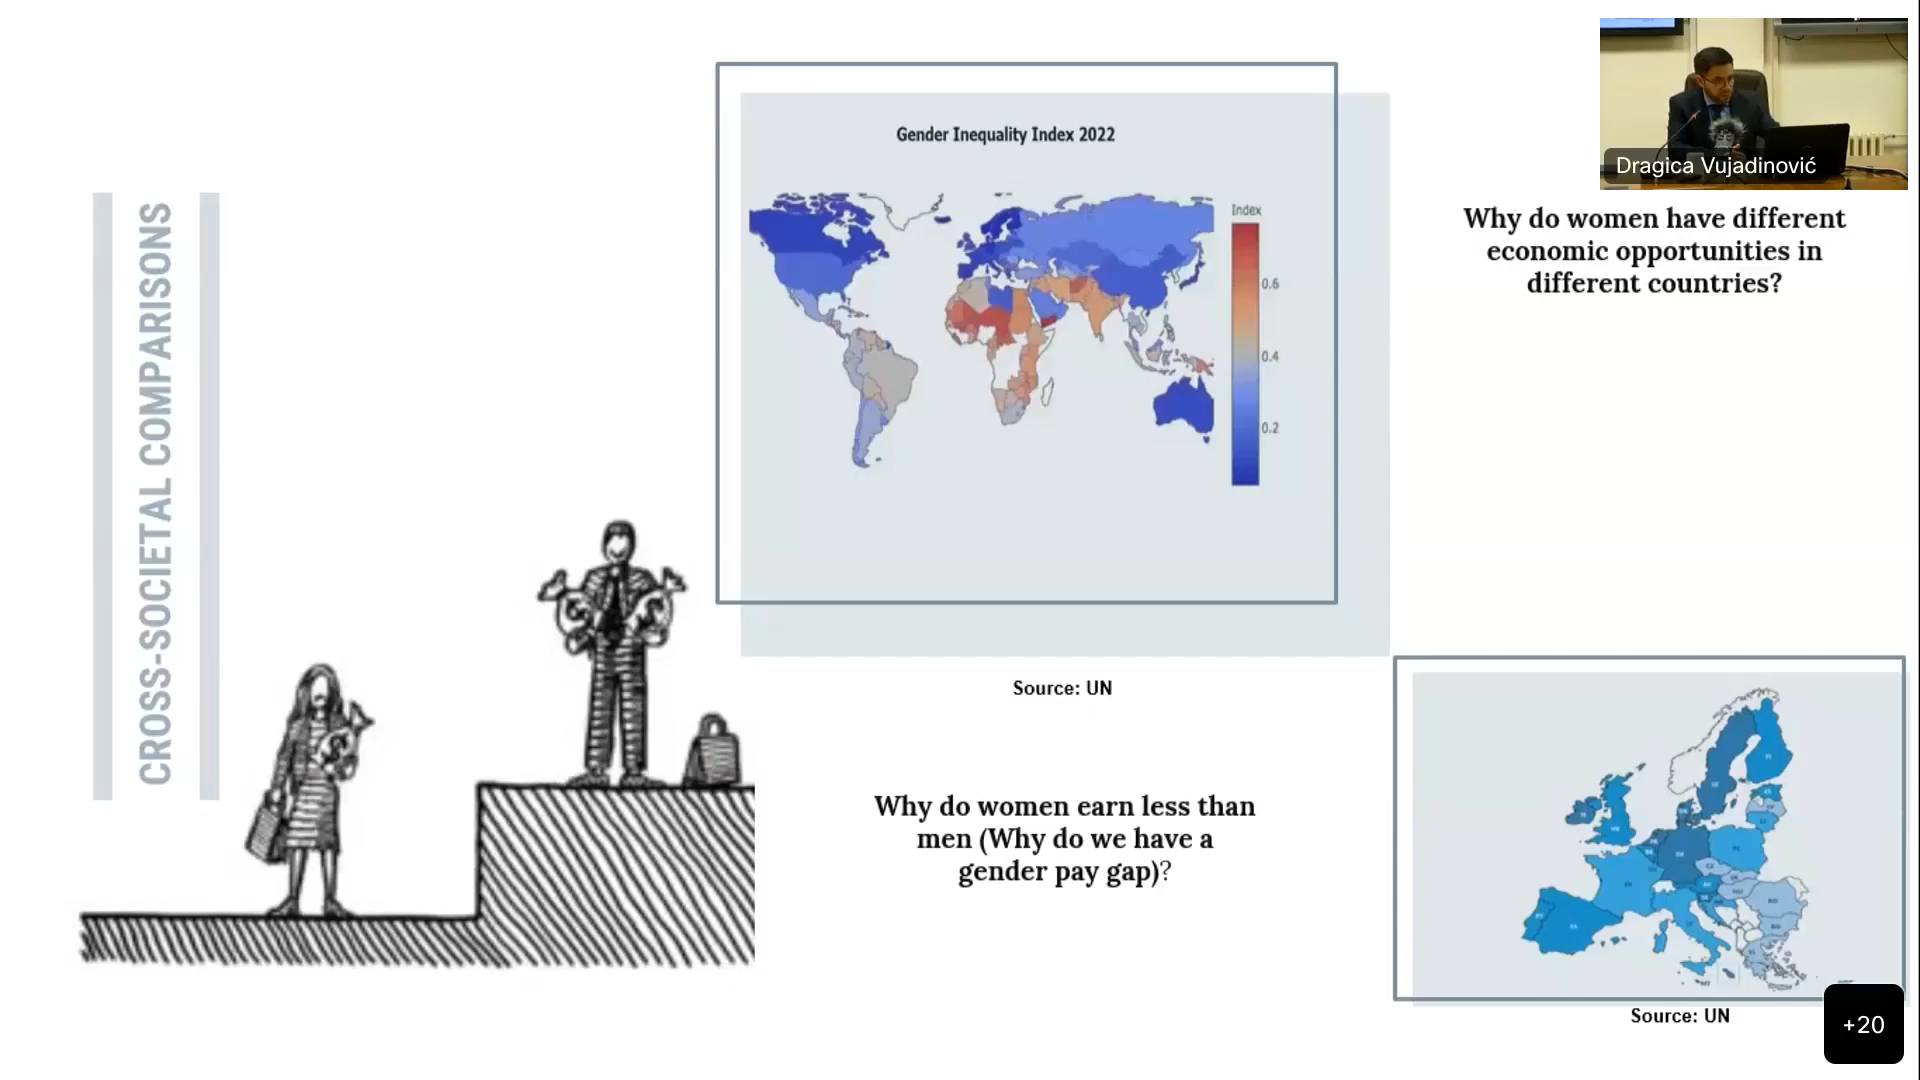 CROSS-SOCIETAL COMPARISONS
Gender Inequality Index 2022
Index
0.6
0.4
0.2
Source: UN
Dragica Vujadinović
Why do women have different
economic opportunities in
different countries?
Why do women earn less than
men (Why do we have a
gender pay gap)?
Source: UN
+20